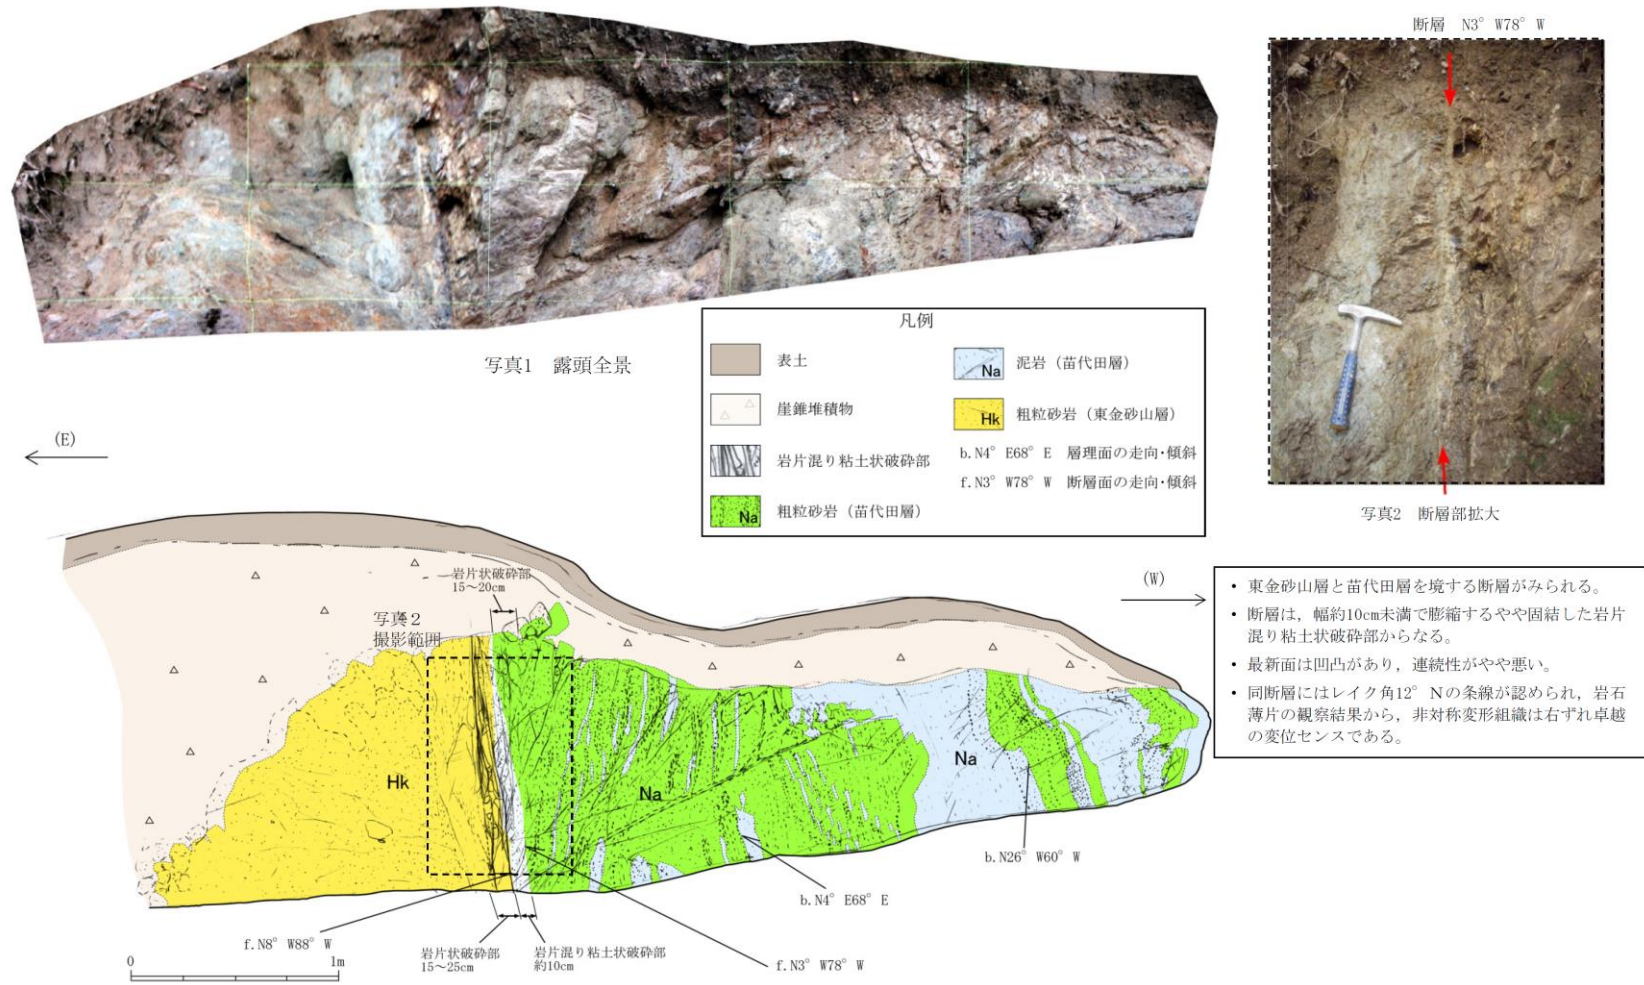 断層　N3°W78°W
写真1　露頭全景
凡例
表土
崖錐堆積物
岩片混り粘土状破砕部
Na
粗粒砂岩（苗代田層）
Na
泥岩（苗代田層）
Hk
粗粒砂岩（東金砂山層）
b.N4°E68°E　層理面の走向・傾斜
f.N3°W78°W　断層面の走向・傾斜
写真2　断層部拡大
(E)
(W)
岩片状破砕部
15～20cm
写真２
撮影範囲
Hk
Na
Na
b.N26°W60°W
b.N4°E68°E
f.N8°W88°W
岩片状破砕部
15～25cm
岩片混り粘土状破砕部
約10cm
f.N3°W78°W
0
1m
• 東金砂山層と苗代田層を境する断層がみられる。
• 断層は，幅約10cm未満で膨縮するやや固結した岩片
混り粘土状破砕部からなる。
• 最新面は凹凸があり，連続性がやや悪い。
• 同断層にはレイク角12°Nの条線が認められ，岩石
薄片の観察結果から，非対称変形組織は右ずれ卓越
の変位センスである。